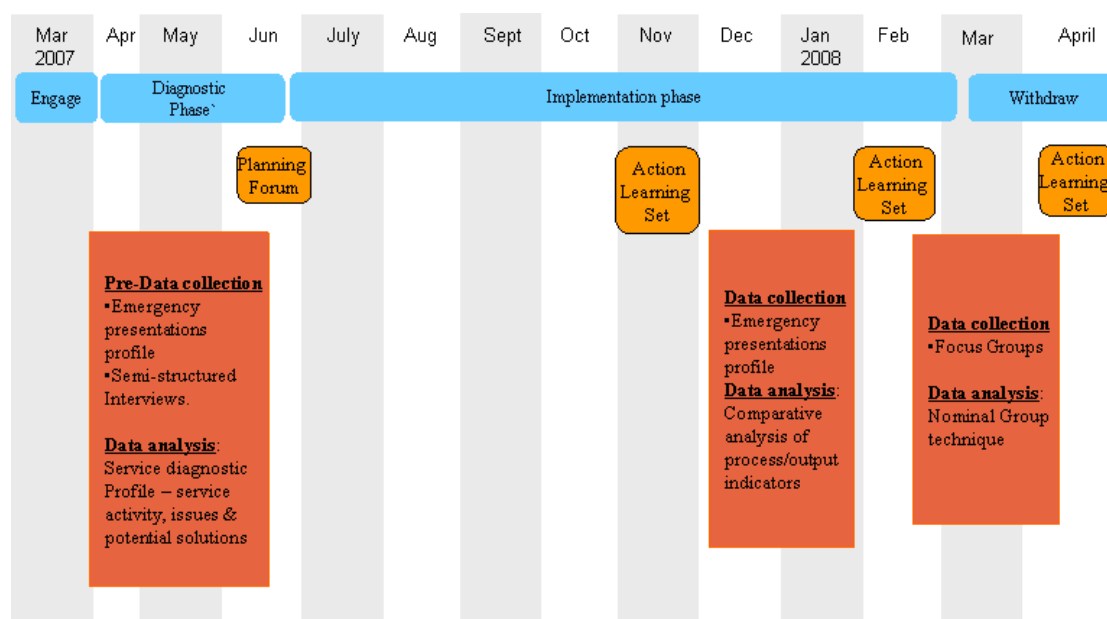 Mar Apr May Jun July Aug Sept Oct Nov Dec Jan Feb Mar April
2007 2008
Engage
Diagnostic
Phase`
Implementation phase
Withdraw
Planning
Forum
Action
Learning
Set
Action
Learning
Set
Action
Learning
Set
Pre-Data collection
▪Emergency
presentations
profile
▪Semi-structured
Interviews.
Data analysis:
Service diagnostic
Profile – service
activity, issues &
potential solutions
Data collection
▪Emergency
presentations
profile
Data analysis:
Comparative
analysis of
process/output
indicators
Data collection
▪Focus Groups
Data analysis:
Nominal Group
technique